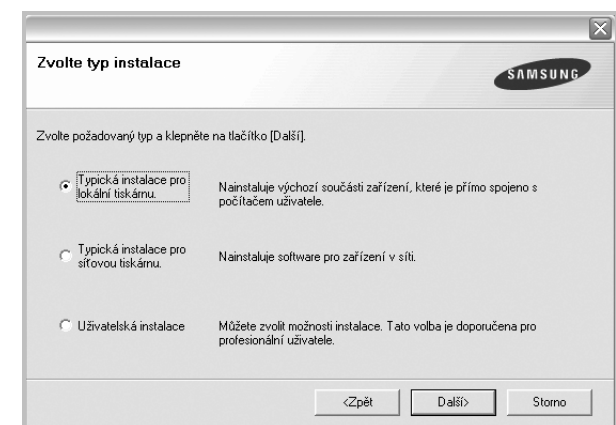 Zvolte typ instalace
SAMSUNG
Zvolte požadovaný typ a klepněte na tlačítko [Další].
Typická instalace pro
lokální tiskárnu.
Nainstaluje výchozí součásti zařízení, které je přímo spojeno s
počítačem uživatele.
Typická instalace pro
síťovou tiskárnu.
Nainstaluje software pro zařízení v síti.
Uživatelská instalace
Můžete zvolit možnosti instalace. Tato volba je doporučena pro
profesionální uživatele.
<Zpět
Další>
Storno